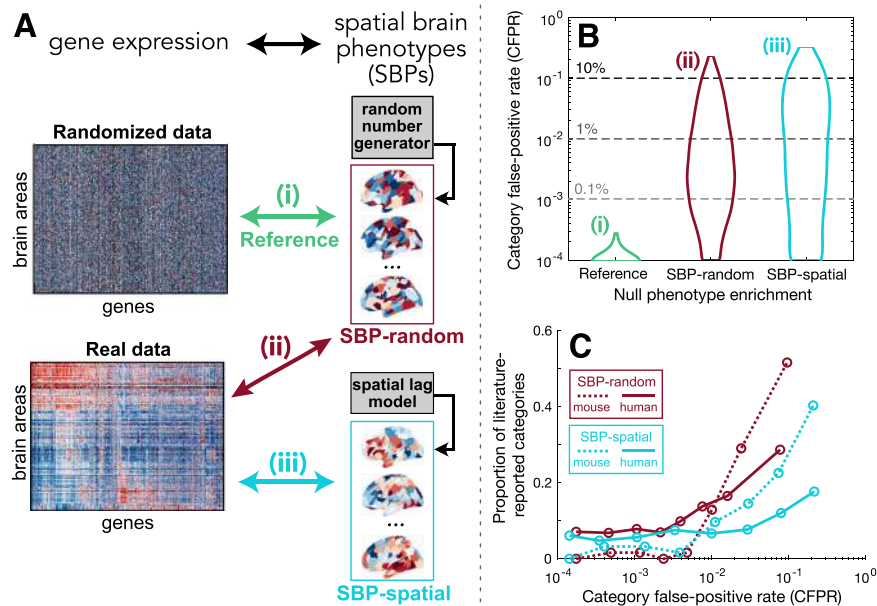 A
gene expression
spatial brain
phenotypes
(SBPs)
Randomized data
brain areas
genes
random
number
generator
(i)
Reference
...
SBP-random
(ii)
Real data
brain areas
genes
spatial lag
model
(iii)
...
SBP-spatial
B
Category false-positive rate (CFPR)
10⁰
10⁻¹
10⁻²
10⁻³
10⁻⁴
10%
1%
0.1%
(i)
(ii)
(iii)
Reference
SBP-random
SBP-spatial
Null phenotype enrichment
C
Proportion of literature-
reported categories
0.6
0.4
0.2
0
SBP-random
mouse human
SBP-spatial
mouse human
10⁻⁴
10⁻³
10⁻²
10⁻¹
10⁰
Category false-positive rate (CFPR)